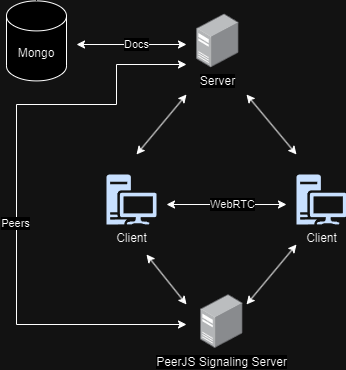 Mongo
Docs
Server
Peers
WebRTC
Client
Client
PeerJS Signaling Server